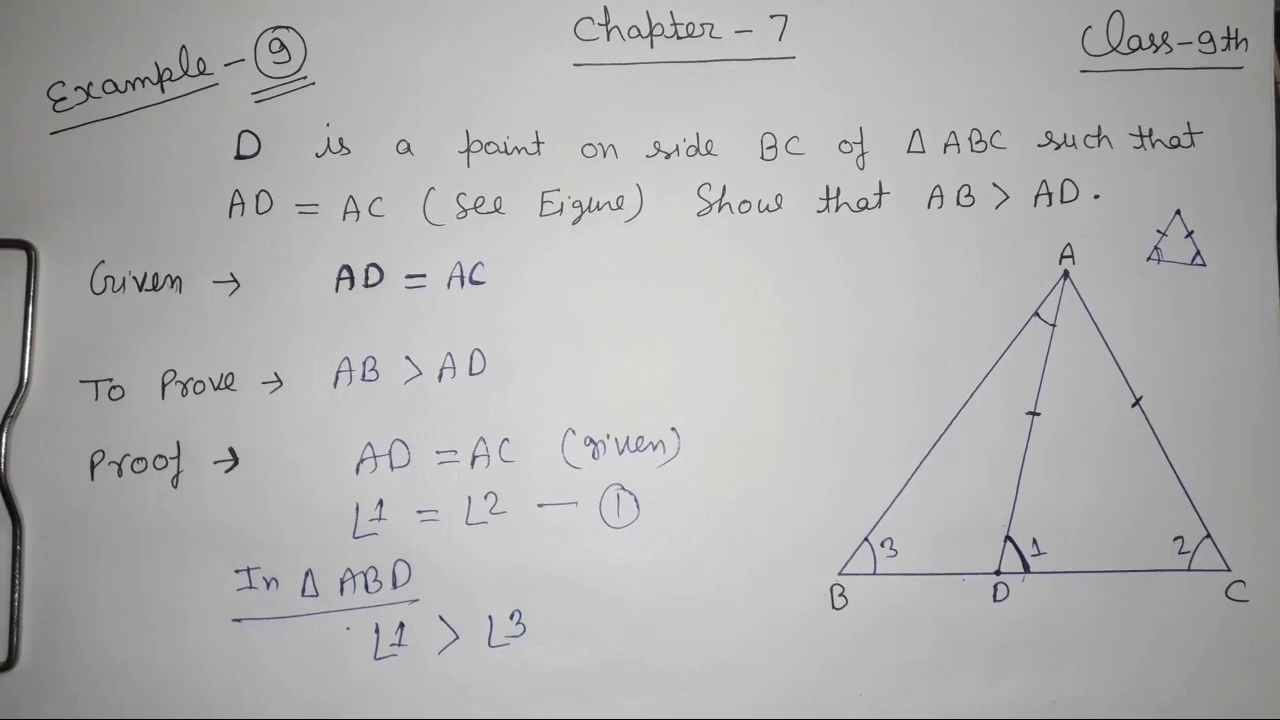 Example - 9
Chapter - 7
Class - 9th
D is a point on side BC of Δ ABC such that
AD = AC (See Figure) Show that AB > AD.
Given → AD = AC
To Prove → AB > AD
Proof → AD = AC (given)
∠1 = ∠2 — ①
In Δ ABD
∠1 > ∠3
A
3
1
2
B
D
C